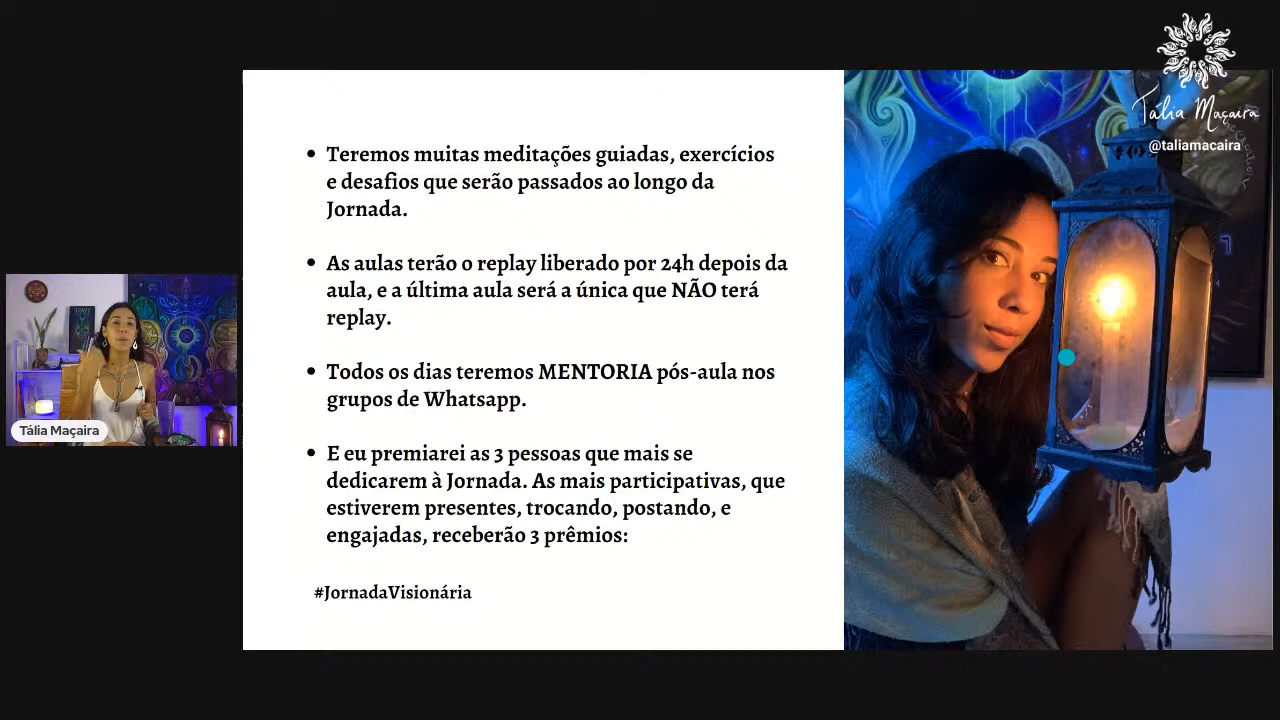 Tália Maçaira
@taliamacaira
• Teremos muitas meditações guiadas, exercícios
e desafios que serão passados ao longo da
Jornada.
• As aulas terão o replay liberado por 24h depois da
aula, e a última aula será a única que NÃO terá
replay.
• Todos os dias teremos MENTORIA pós-aula nos
grupos de Whatsapp.
• E eu premiarei as 3 pessoas que mais se
dedicarem à Jornada. As mais participativas, que
estiverem presentes, trocando, postando, e
engajadas, receberão 3 prêmios:
#JornadaVisionária
Tália Maçaira